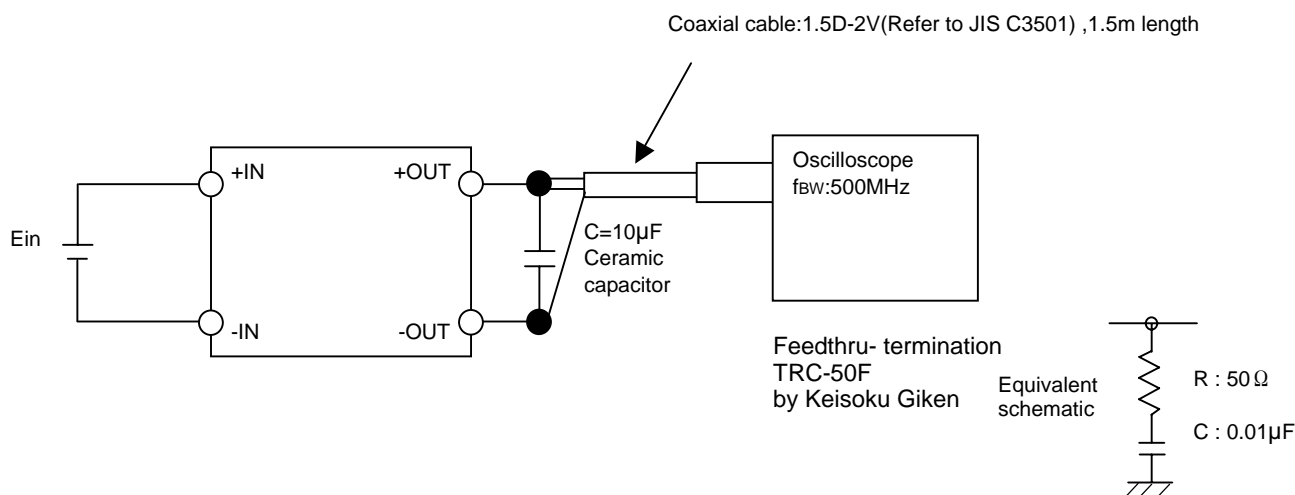 Coaxial cable:1.5D-2V(Refer to JIS C3501) ,1.5m length
+IN
+OUT
Oscilloscope
fBW:500MHz
Ein
C=10µF
Ceramic
capacitor
-IN
-OUT
Feedthru- termination
TRC-50F
by Keisoku Giken
Equivalent
schematic
R : 50Ω
C : 0.01µF